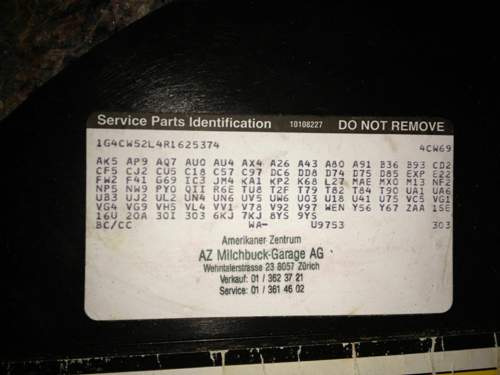 Service Parts Identification 10108227 DO NOT REMOVE
1G4CW52L4R1625374 4CW69
AK5 AP9 AQ7 AU0 AU4 AX4 A26 A43 A80 A91 B36 B93 CD2
CF5 CJ2 CU5 C18 C57 C97 DC6 DD8 D74 D75 D85 EXP E22
FW2 F41 G69 IC3 JM4 KA1 KP2 K68 L27 MAE MX0 M13 NF2
NP5 NW9 PYO QII R6E TU8 T2F T79 T82 T84 T90 UA1 UA6
UB3 UJ2 UL2 UN4 UN6 UV5 UW6 U03 U18 U41 U75 VC5 VG1
VG4 VG9 VH5 VL4 VV1 V78 V92 V97 WEN Y56 Y67 2AA 1SE
16U 20A 30I 303 6KJ 7KJ 8YS 9YS
BC/CC WA- U9753 303
Amerikaner Zentrum
AZ Milchbuck-Garage AG
Wehntalerstrasse 23 8057 Zürich
Verkauf: 01 / 362 37 21
Service: 01 / 361 46 02